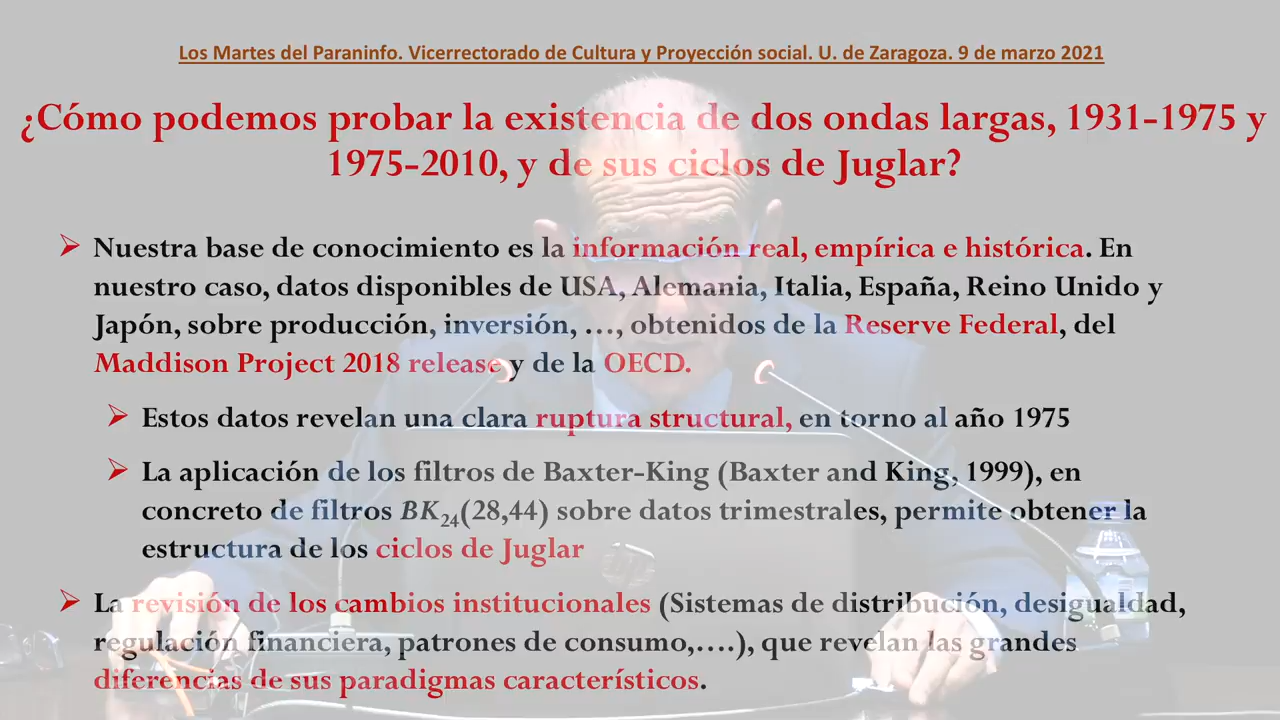 Los Martes del Paraninfo. Vicerrectorado de Cultura y Proyección social. U. de Zaragoza. 9 de marzo 2021
¿Cómo podemos probar la existencia de dos ondas largas, 1931-1975 y
1975-2010, y de sus ciclos de Juglar?
➢ Nuestra base de conocimiento es la información real, empírica e histórica. En
nuestro caso, datos disponibles de USA, Alemania, Italia, España, Reino Unido y
Japón, sobre producción, inversión, …, obtenidos de la Reserve Federal, del
Maddison Project 2018 release y de la OECD.
➢ Estos datos revelan una clara ruptura structural, en torno al año 1975
➢ La aplicación de los filtros de Baxter-King (Baxter and King, 1999), en
concreto de filtros BK24(28,44) sobre datos trimestrales, permite obtener la
estructura de los ciclos de Juglar
➢ La revisión de los cambios institucionales (Sistemas de distribución, desigualdad,
regulación financiera, patrones de consumo,….), que revelan las grandes
diferencias de sus paradigmas característicos.